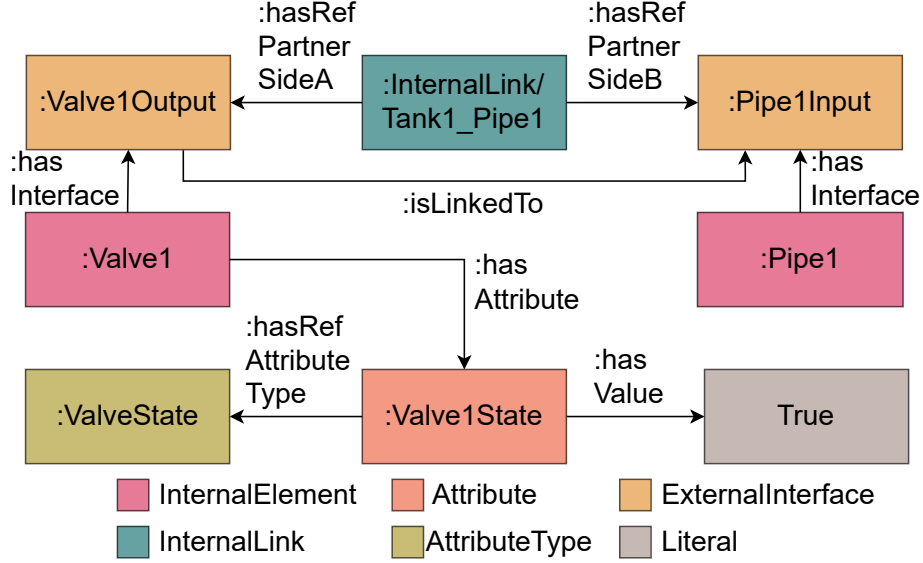 :hasRef
Partner
SideA
:hasRef
Partner
SideB
:Valve1Output
:InternalLink/
Tank1_Pipe1
:Pipe1Input
:has
Interface
:isLinkedTo
:has
Interface
:Valve1
:has
Attribute
:Pipe1
:hasRef
Attribute
Type
:has
Value
:ValveState
:Valve1State
True
InternalElement
Attribute
ExternalInterface
InternalLink
AttributeType
Literal